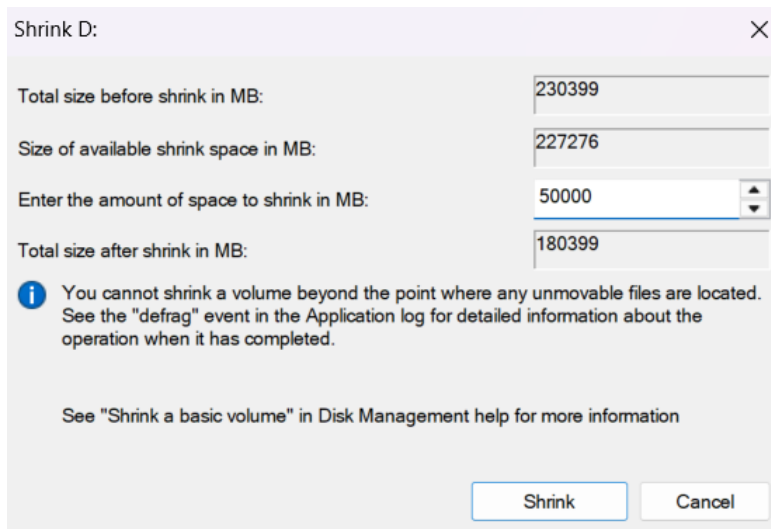 Shrink D:
Total size before shrink in MB: 230399
Size of available shrink space in MB: 227276
Enter the amount of space to shrink in MB: 50000
Total size after shrink in MB: 180399
You cannot shrink a volume beyond the point where any unmovable files are located.
See the "defrag" event in the Application log for detailed information about the
operation when it has completed.
See "Shrink a basic volume" in Disk Management help for more information
Shrink Cancel